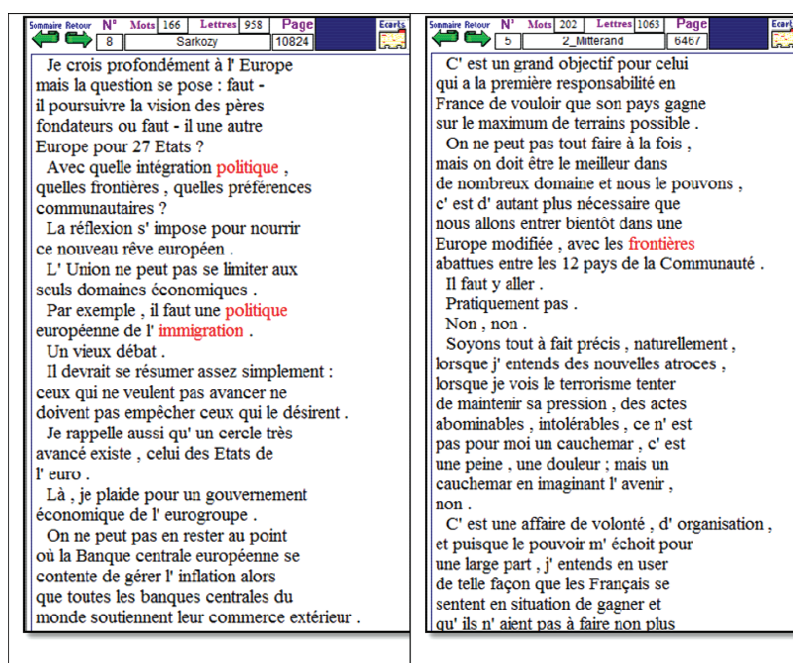 Sommaire Retour N° Mots 166 Lettres 958 Page Ecarts
8 Sarkozy 10824
Je crois profondément à l' Europe
mais la question se pose : faut -
il poursuivre la vision des pères
fondateurs ou faut - il une autre
Europe pour 27 Etats ?
Avec quelle intégration politique ,
quelles frontières , quelles préférences
communautaires ?
La réflexion s' impose pour nourrir
ce nouveau rêve européen .
L' Union ne peut pas se limiter aux
seuls domaines économiques .
Par exemple , il faut une politique
européenne de l' immigration .
Un vieux débat .
Il devrait se résumer assez simplement :
ceux qui ne veulent pas avancer ne
doivent pas empêcher ceux qui le désirent .
Je rappelle aussi qu' un cercle très
avancé existe , celui des Etats de
l' euro .
Là , je plaide pour un gouvernement
économique de l' eurogroupe .
On ne peut pas en rester au point
où la Banque centrale européenne se
contente de gérer l' inflation alors
que toutes les banques centrales du
monde soutiennent leur commerce extérieur .
Sommaire Retour N° Mots 202 Lettres 1063 Page Ecart
5 2_Mitterand 6467
C' est un grand objectif pour celui
qui a la première responsabilité en
France de vouloir que son pays gagne
sur le maximum de terrains possible .
On ne peut pas tout faire à la fois ,
mais on doit être le meilleur dans
de nombreux domaine et nous le pouvons ,
c' est d' autant plus nécessaire que
nous allons entrer bientôt dans une
Europe modifiée , avec les frontières
abattues entre les 12 pays de la Communauté .
Il faut y aller .
Pratiquement pas .
Non , non .
Soyons tout à fait précis , naturellement ,
lorsque j' entends des nouvelles atroces ,
lorsque je vois le terrorisme tenter
de maintenir sa pression , des actes
abominables , intolérables , ce n' est
pas pour moi un cauchemar , c' est
une peine , une douleur ; mais un
cauchemar en imaginant l' avenir ,
non .
C' est une affaire de volonté , d' organisation ,
et puisque le pouvoir m' échoit pour
une large part , j' entends en user
de telle façon que les Français se
sentent en situation de gagner et
qu' ils n' aient pas à faire non plus